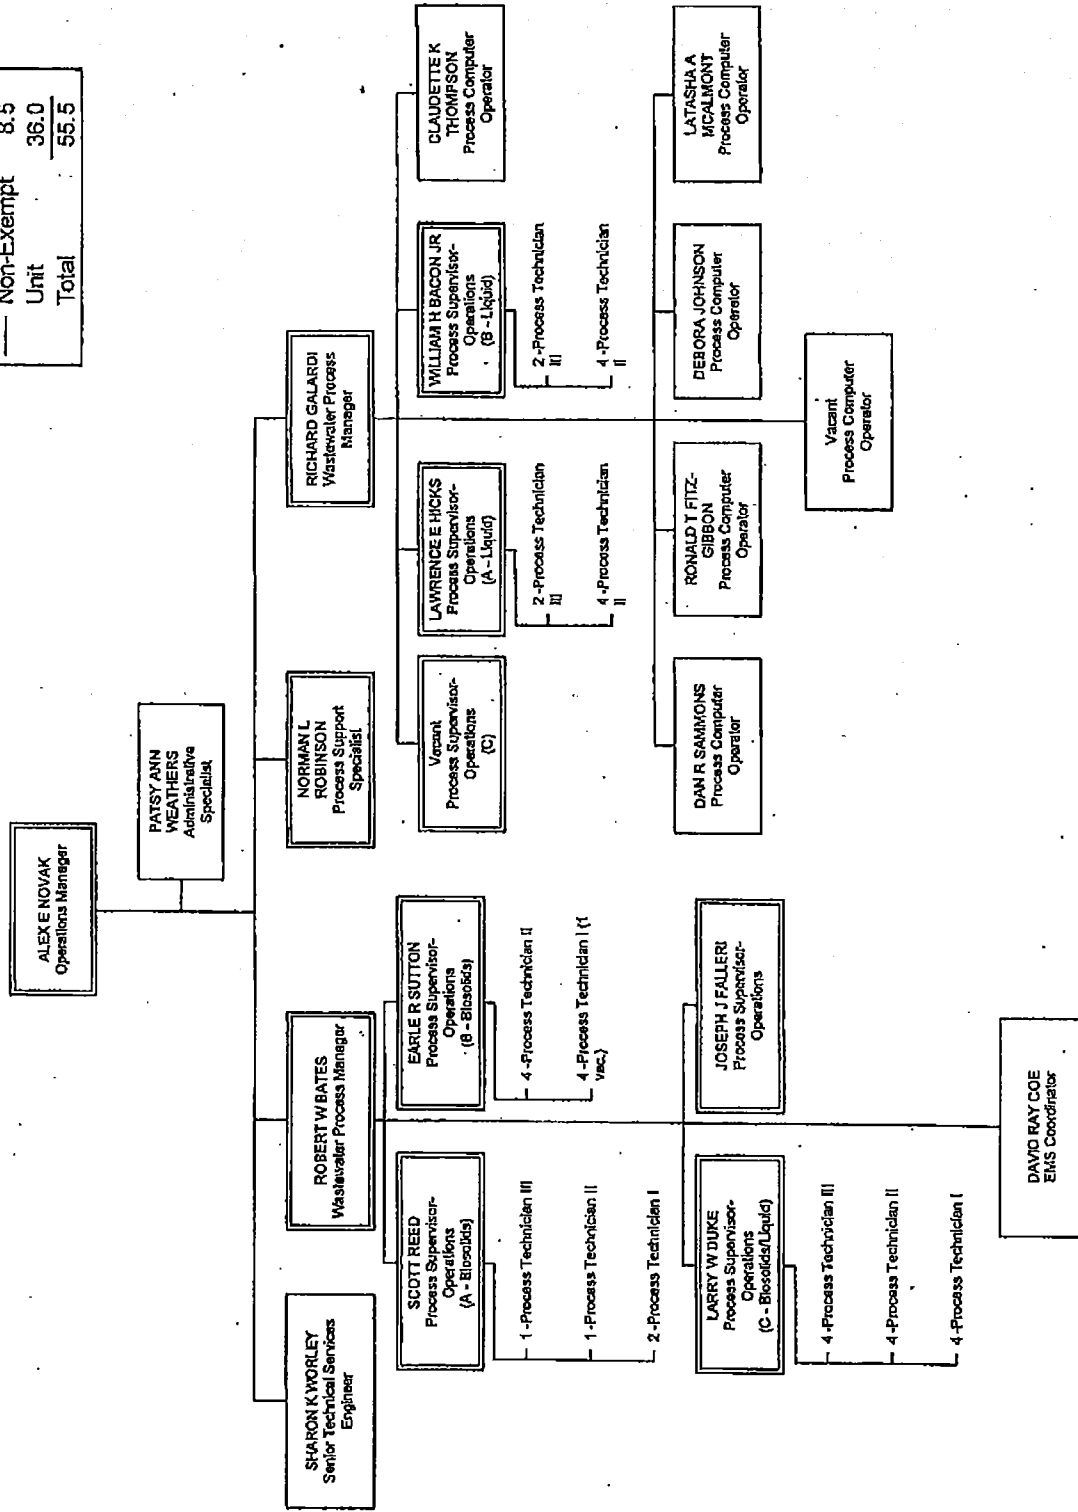 Non-Exempt 8.5
Unit 36.0
Total 55.5
ALEX E NOVAK
Operations Manager
PATSY ANN
WEATHERS
Administrative
Specialist
SHARON K WORLEY
Senior Technical Services
Engineer
ROBERT W BATES
Wastewater Process Manager
NORMAN L
ROBINSON
Process Support
Specialist
RICHARD GALARDI
Wastewater Process
Manager
SCOTT REED
Process Supervisor-
Operations
(A - Biosolids)
1 -Process Technician III
1 -Process Technician II
2 -Process Technician I
EARLE R SUTTON
Process Supervisor-
Operations
(B - Biosolids)
4 -Process Technician II
4 -Process Technician I (1
vac.)
Vacant
Process Supervisor-
Operations
(C)
LAWRENCE E HICKS
Process Supervisor-
Operations
(A - Liquid)
2 -Process Technician
III
4 -Process Technician
II
WILLIAM H BACON JR
Process Supervisor-
Operations
(B - Liquid)
2 -Process Technician
III
4 -Process Technician
II
CLAUDETTE K
THOMPSON
Process Computer
Operator
LARRY W DUKE
Process Supervisor-
Operations
(C - Biosolids/Liquid)
4 -Process Technician III
4 -Process Technician II
4 -Process Technician I
JOSEPH J FALLERI
Process Supervisor-
Operations
DAN R SAMMONS
Process Computer
Operator
RONALD T FITZ-
GIBBON
Process Computer
Operator
DEBORA JOHNSON
Process Computer
Operator
LATASHA A
MCALMONT
Process Computer
Operator
Vacant
Process Computer
Operator
DAVID RAY COE
EMS Coordinator